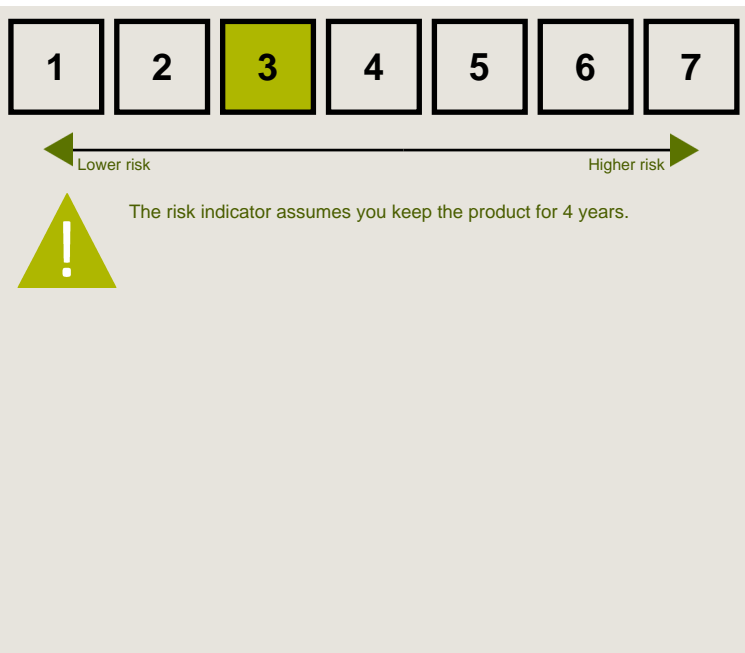 1 2 3 4 5 6 7
Lower risk Higher risk
The risk indicator assumes you keep the product for 4 years.
!